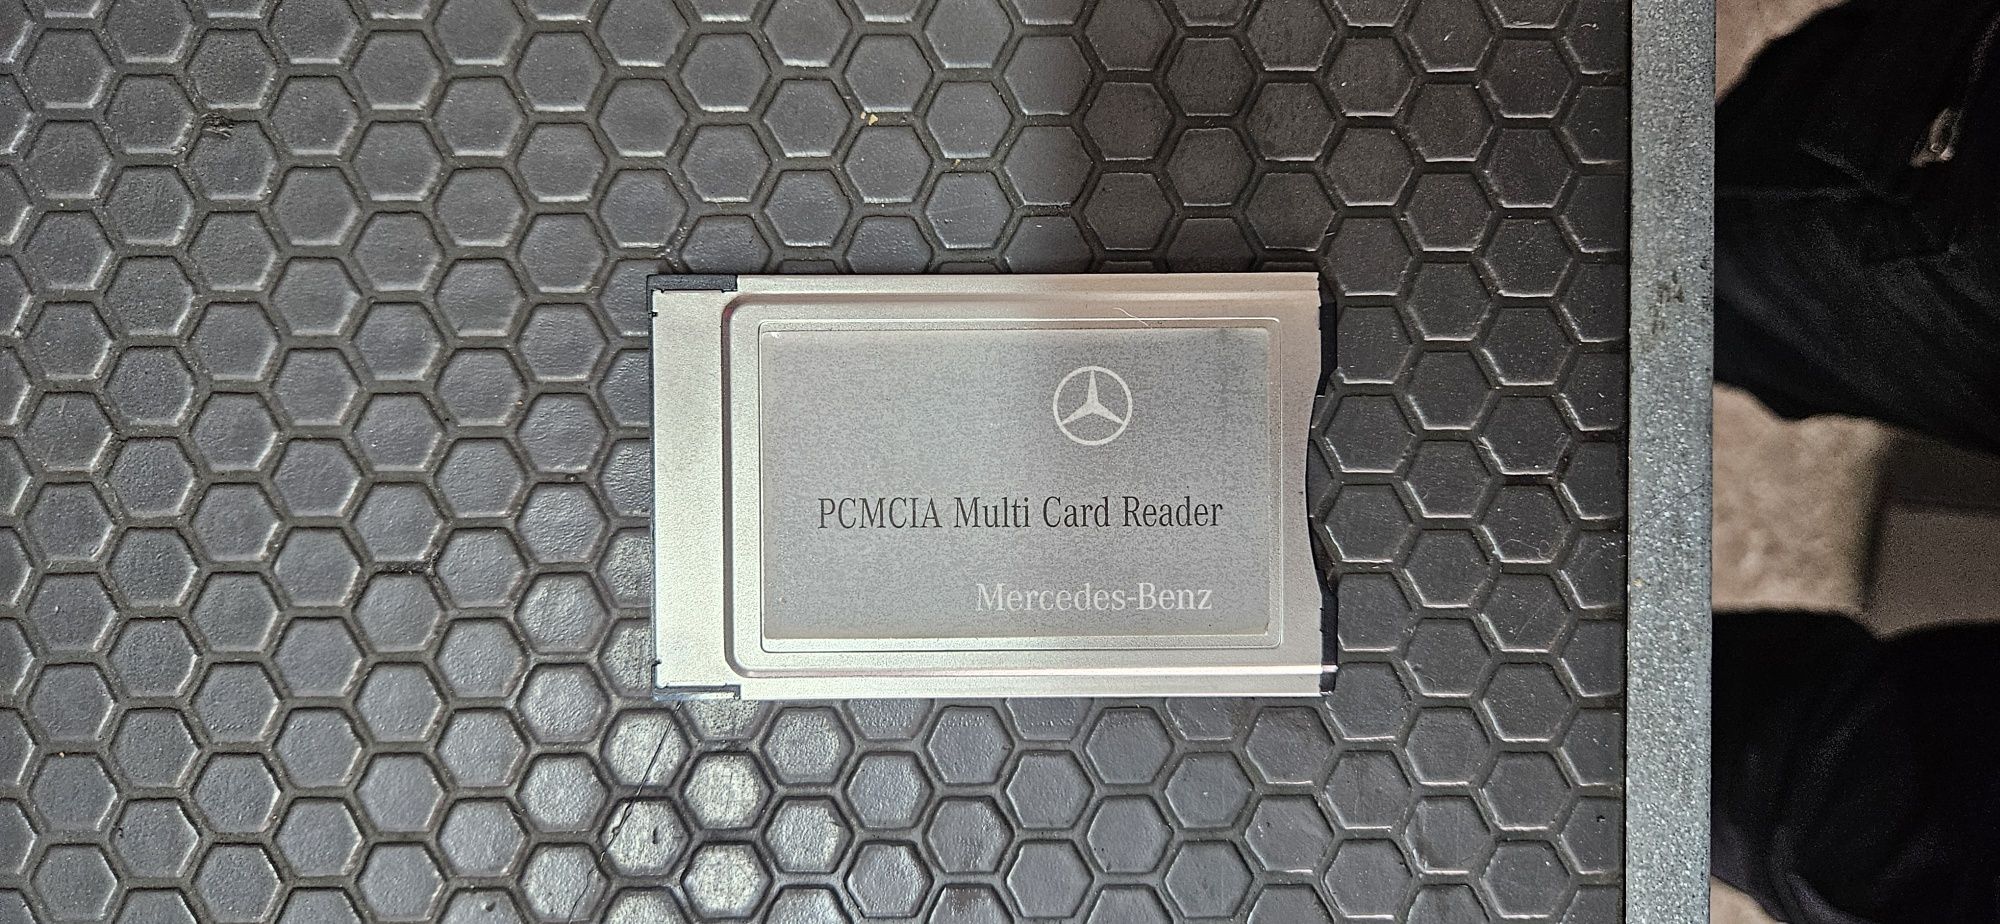 PCMCIA Multi Card Reader
Mercedes-Benz